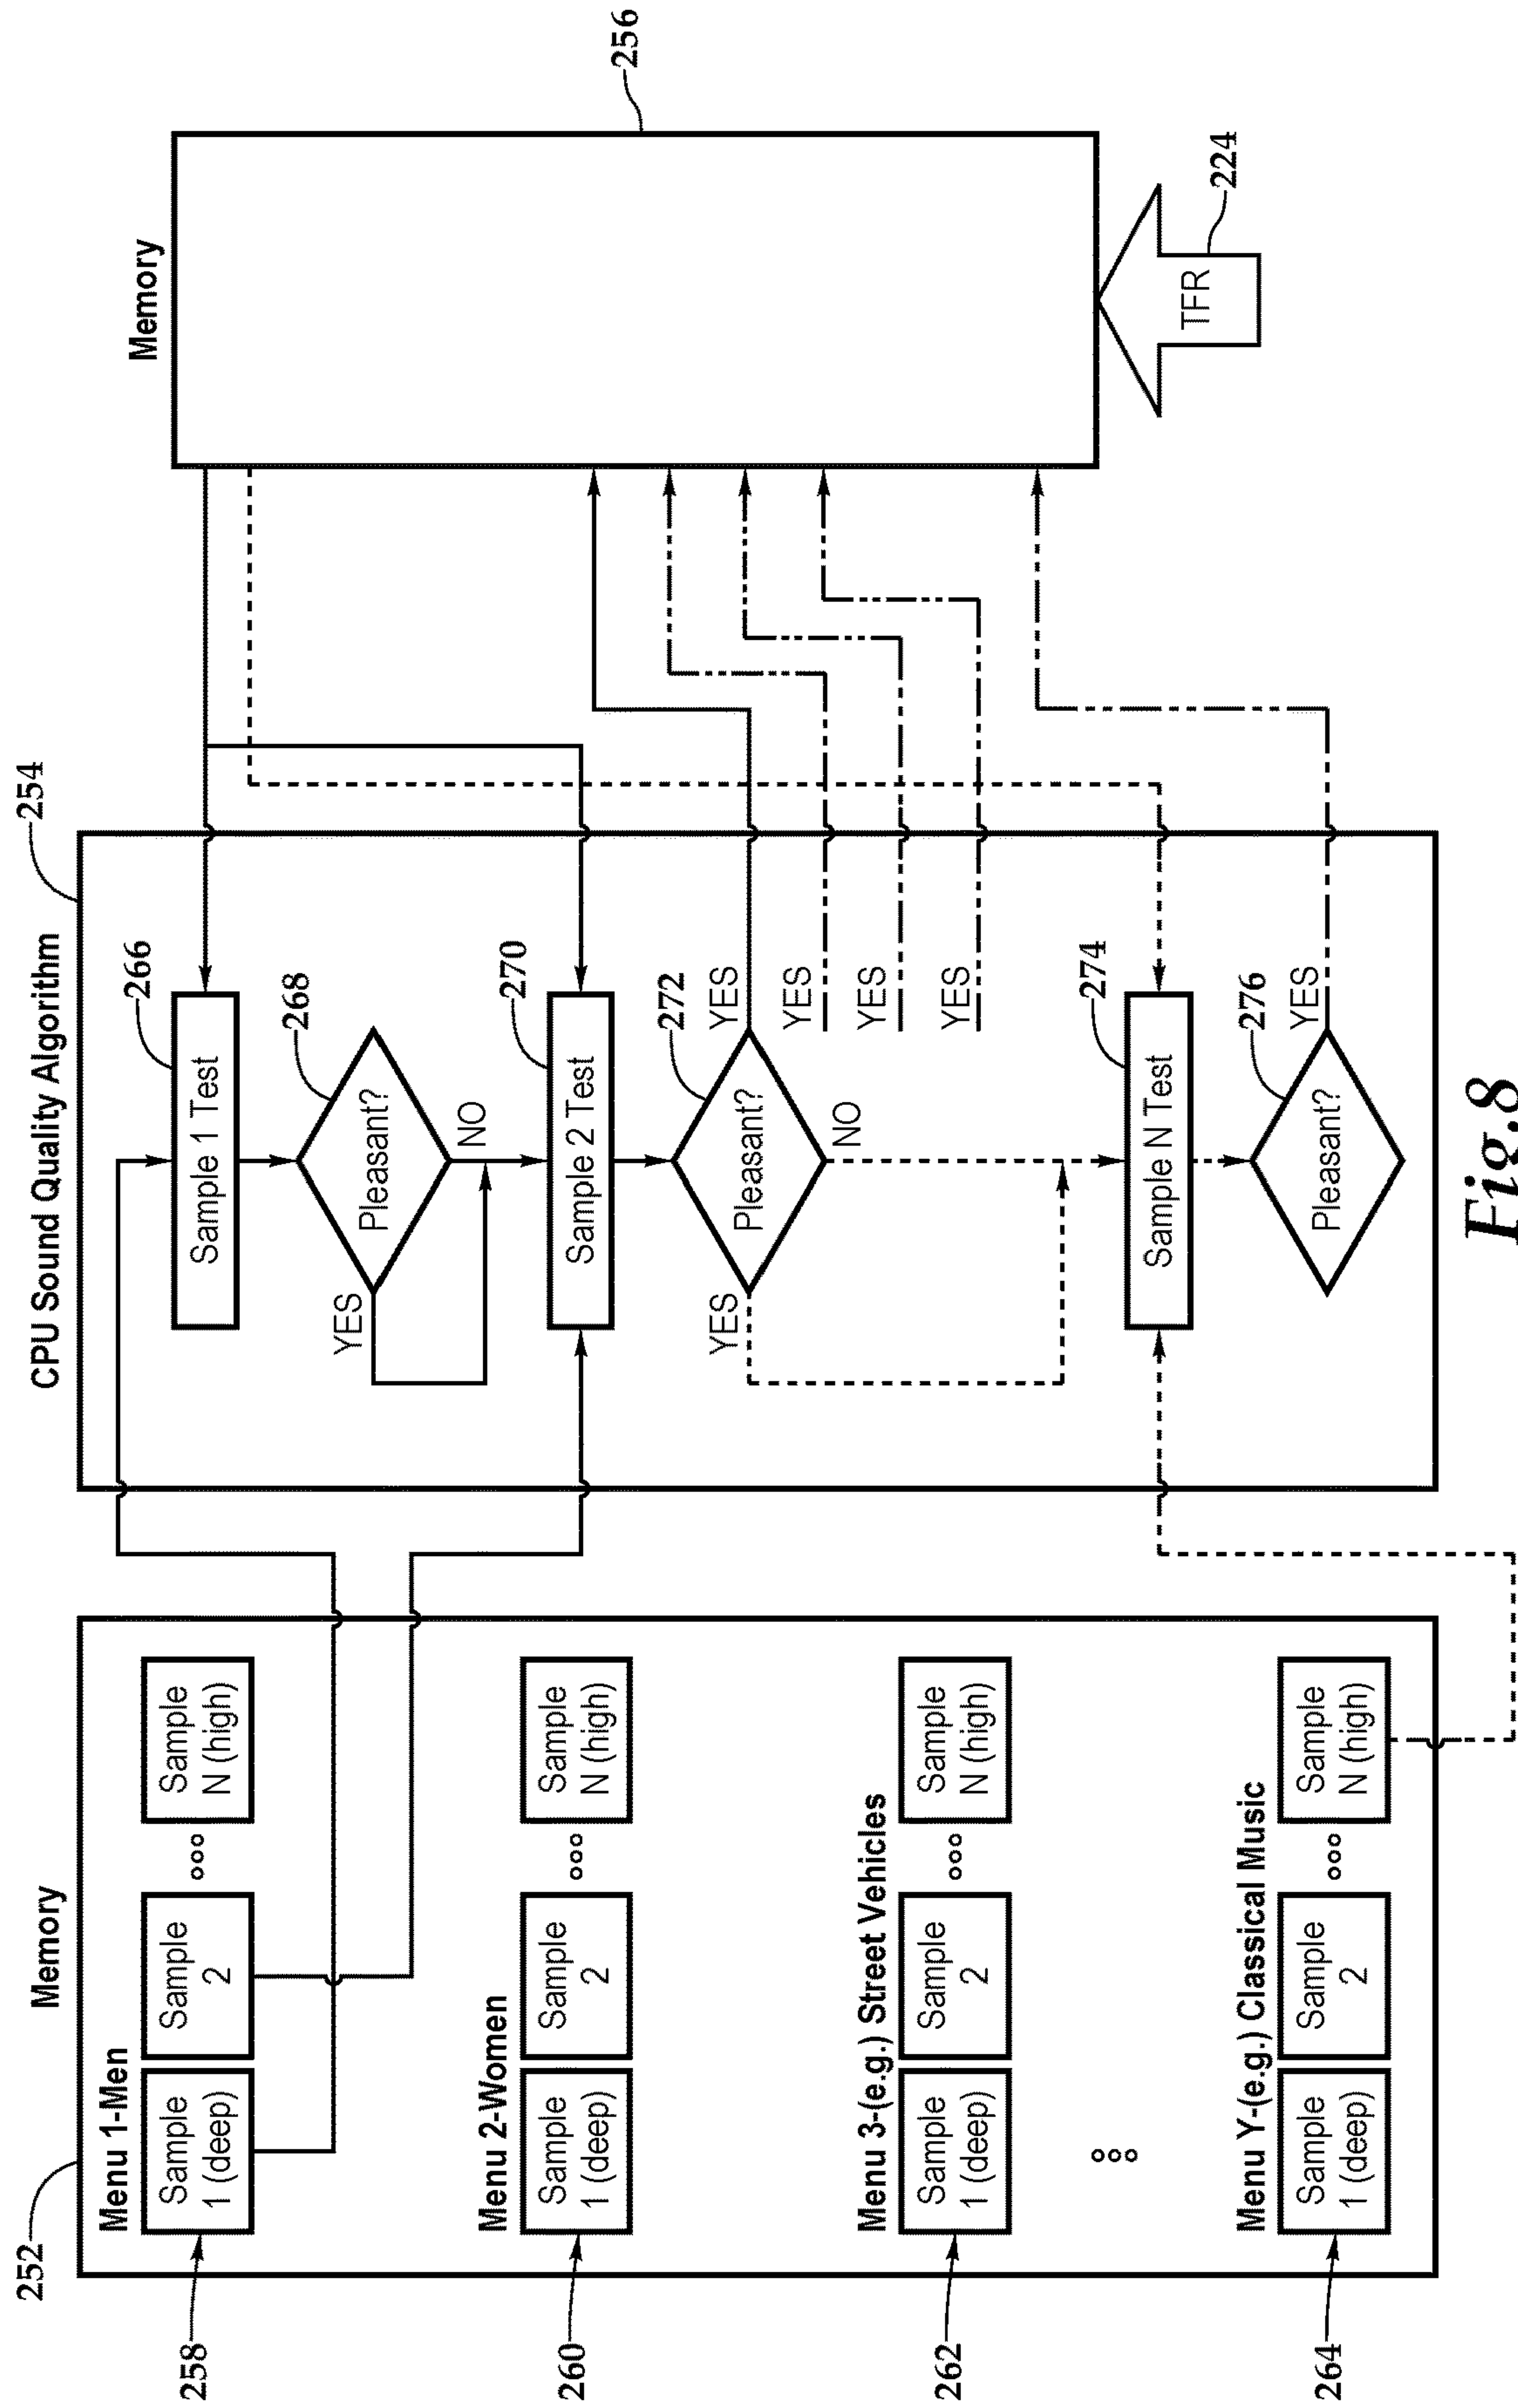 Memory
252
Menu 1-Men
258
Sample
1 (deep)
Sample
2
Sample
N (high)
Menu 2-Women
260
Sample
1 (deep)
Sample
2
Sample
N (high)
Menu 3-(e.g.) Street Vehicles
262
Sample
1 (deep)
Sample
2
Sample
N (high)
Menu Y-(e.g.) Classical Music
264
Sample
1 (deep)
Sample
2
Sample
N (high)
CPU Sound Quality Algorithm
254
Sample 1 Test
266
Pleasant?
268
YES
NO
Sample 2 Test
270
Pleasant?
272
YES
YES
NO
YES
YES
YES
Sample N Test
274
Pleasant?
276
YES
Memory
256
TFR
224
Fig.8